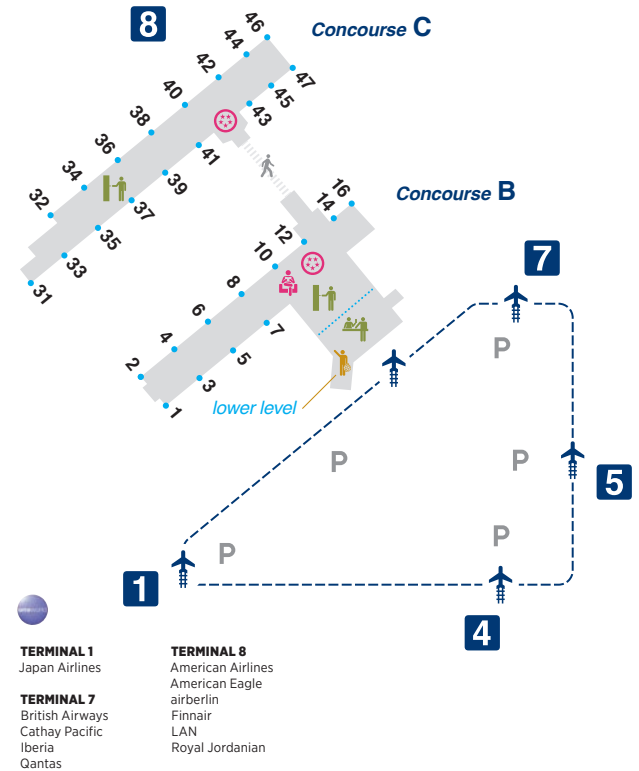 8
Concourse C
46
44
42
40
38
36
34
32
47
45
43
41
39
37
35
33
31
Concourse B
16
14
12
10
8
6
4
2
7
5
3
1
lower level
7
P
P
P
5
P
P
1
4
TERMINAL 1
Japan Airlines
TERMINAL 7
British Airways
Cathay Pacific
Iberia
Qantas
TERMINAL 8
American Airlines
American Eagle
airberlin
Finnair
LAN
Royal Jordanian